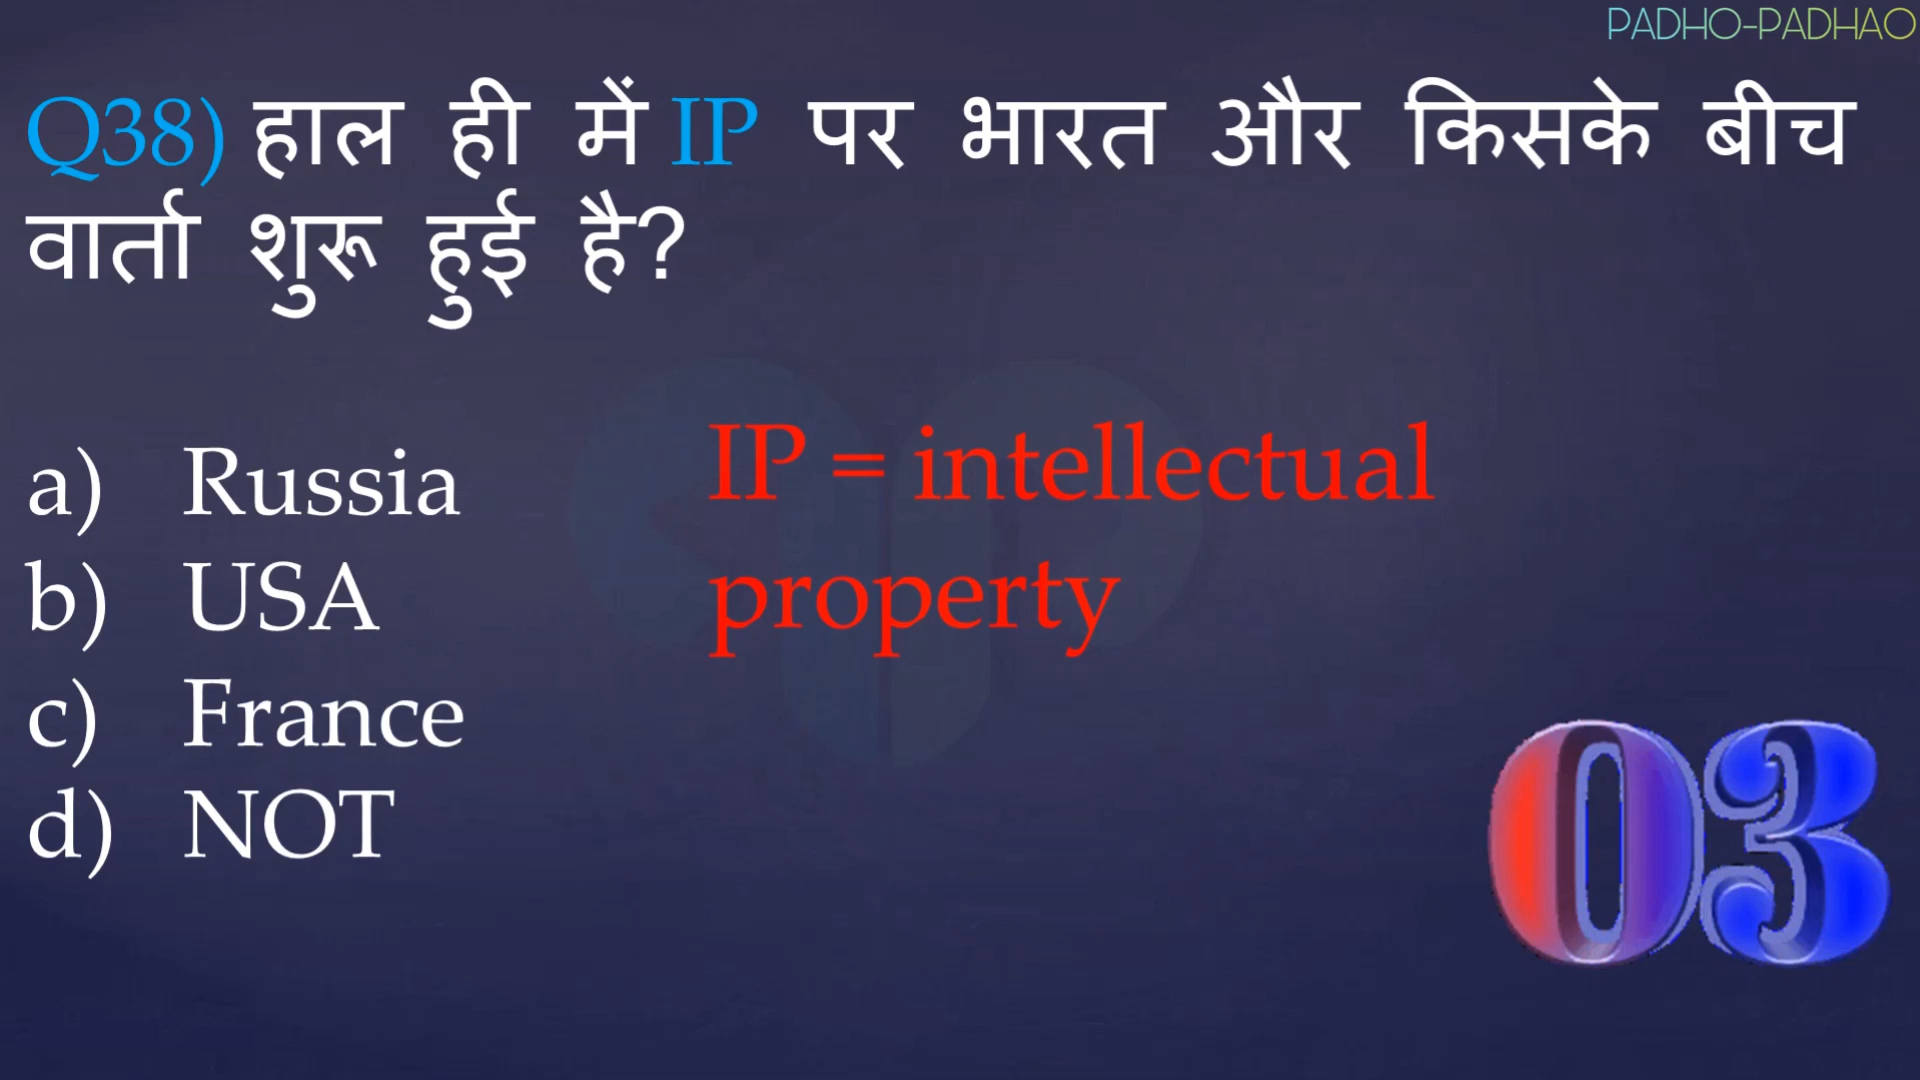 PADHO-PADHAO
Q38) हाल ही में IP पर भारत और किसके बीच
वार्ता शुरू हुई है?
IP = intellectual
property
a) Russia
b) USA
c) France
d) NOT
03